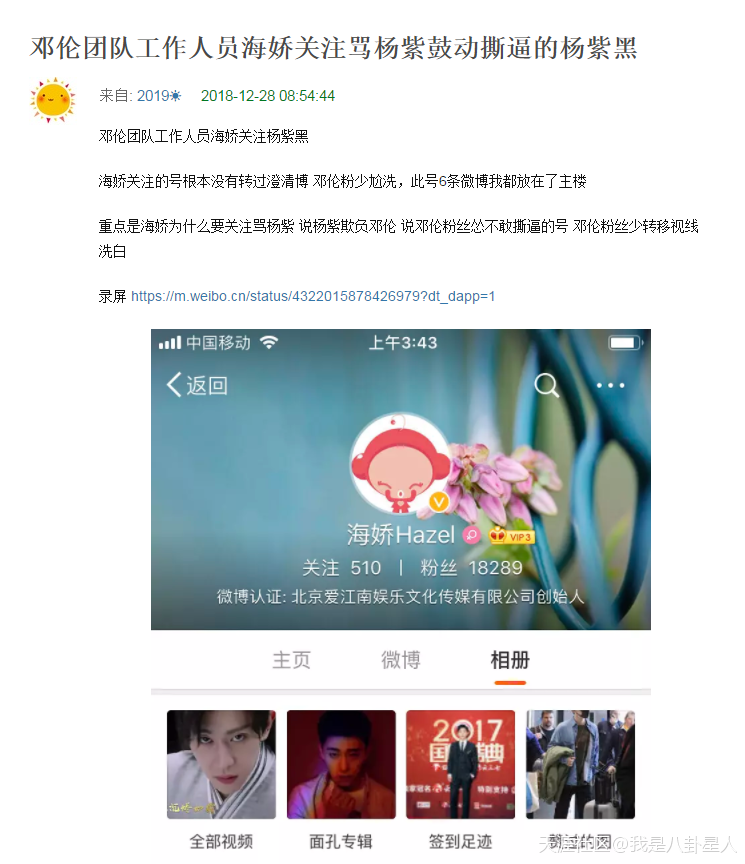 邓伦团队工作人员海娇关注骂杨紫鼓动撕逼的杨紫黑
来自: 2019☀ 2018-12-28 08:54:44
邓伦团队工作人员海娇关注杨紫黑
海娇关注的号根本没有转过澄清博 邓伦粉少尬洗，此号6条微博我都放在了主楼
重点是海娇为什么要关注骂杨紫 说杨紫欺负邓伦 说邓伦粉丝怂不敢撕逼的号 邓伦粉丝少转移视线
洗白
录屏 https://m.weibo.cn/status/4322015878426979?dt_dapp=1
中国移动 上午3:43
返回
海娇Hazel VIP 3
关注 510 | 粉丝 18289
微博认证: 北京爱江南娱乐文化传媒有限公司创始人
主页 微博 相册
2017
全部视频 面孔专辑 签到足迹
天涯社区@我是八卦星人